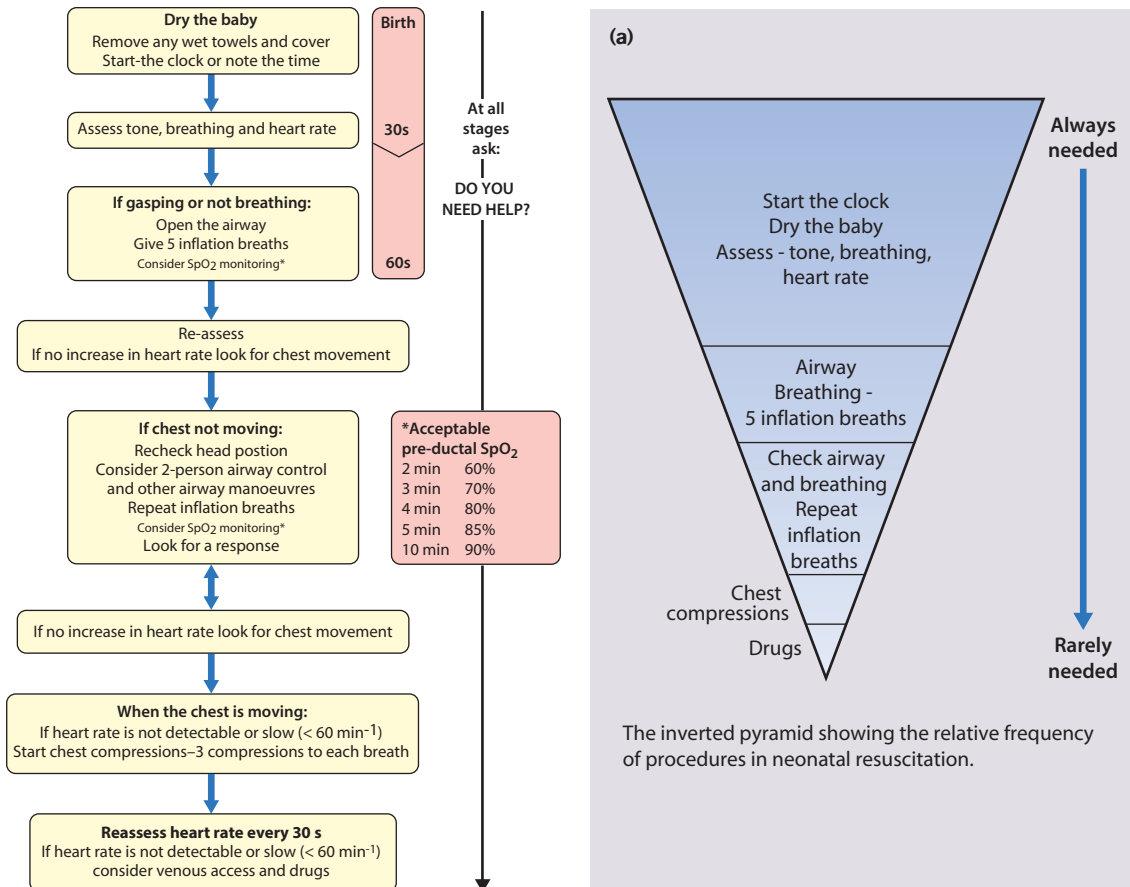 Dry the baby
Remove any wet towels and cover
Start-the clock or note the time
Assess tone, breathing and heart rate
If gasping or not breathing:
Open the airway
Give 5 inflation breaths
Consider SpO2 monitoring*
Re-assess
If no increase in heart rate look for chest movement
If chest not moving:
Recheck head postion
Consider 2-person airway control
and other airway manoeuvres
Repeat inflation breaths
Consider SpO2 monitoring*
Look for a response
If no increase in heart rate look for chest movement
When the chest is moving:
If heart rate is not detectable or slow (< 60 min-1)
Start chest compressions–3 compressions to each breath
Reassess heart rate every 30 s
If heart rate is not detectable or slow (< 60 min-1)
consider venous access and drugs
Birth
30s
60s
At all
stages
ask:
DO YOU
NEED HELP?
*Acceptable
pre-ductal SpO2
2 min 60%
3 min 70%
4 min 80%
5 min 85%
10 min 90%
(a)
Start the clock
Dry the baby
Assess - tone, breathing,
heart rate
Airway
Breathing -
5 inflation breaths
Check airway
and breathing
Repeat
inflation
breaths
Chest
compressions
Drugs
Always
needed
Rarely
needed
The inverted pyramid showing the relative frequency
of procedures in neonatal resuscitation.